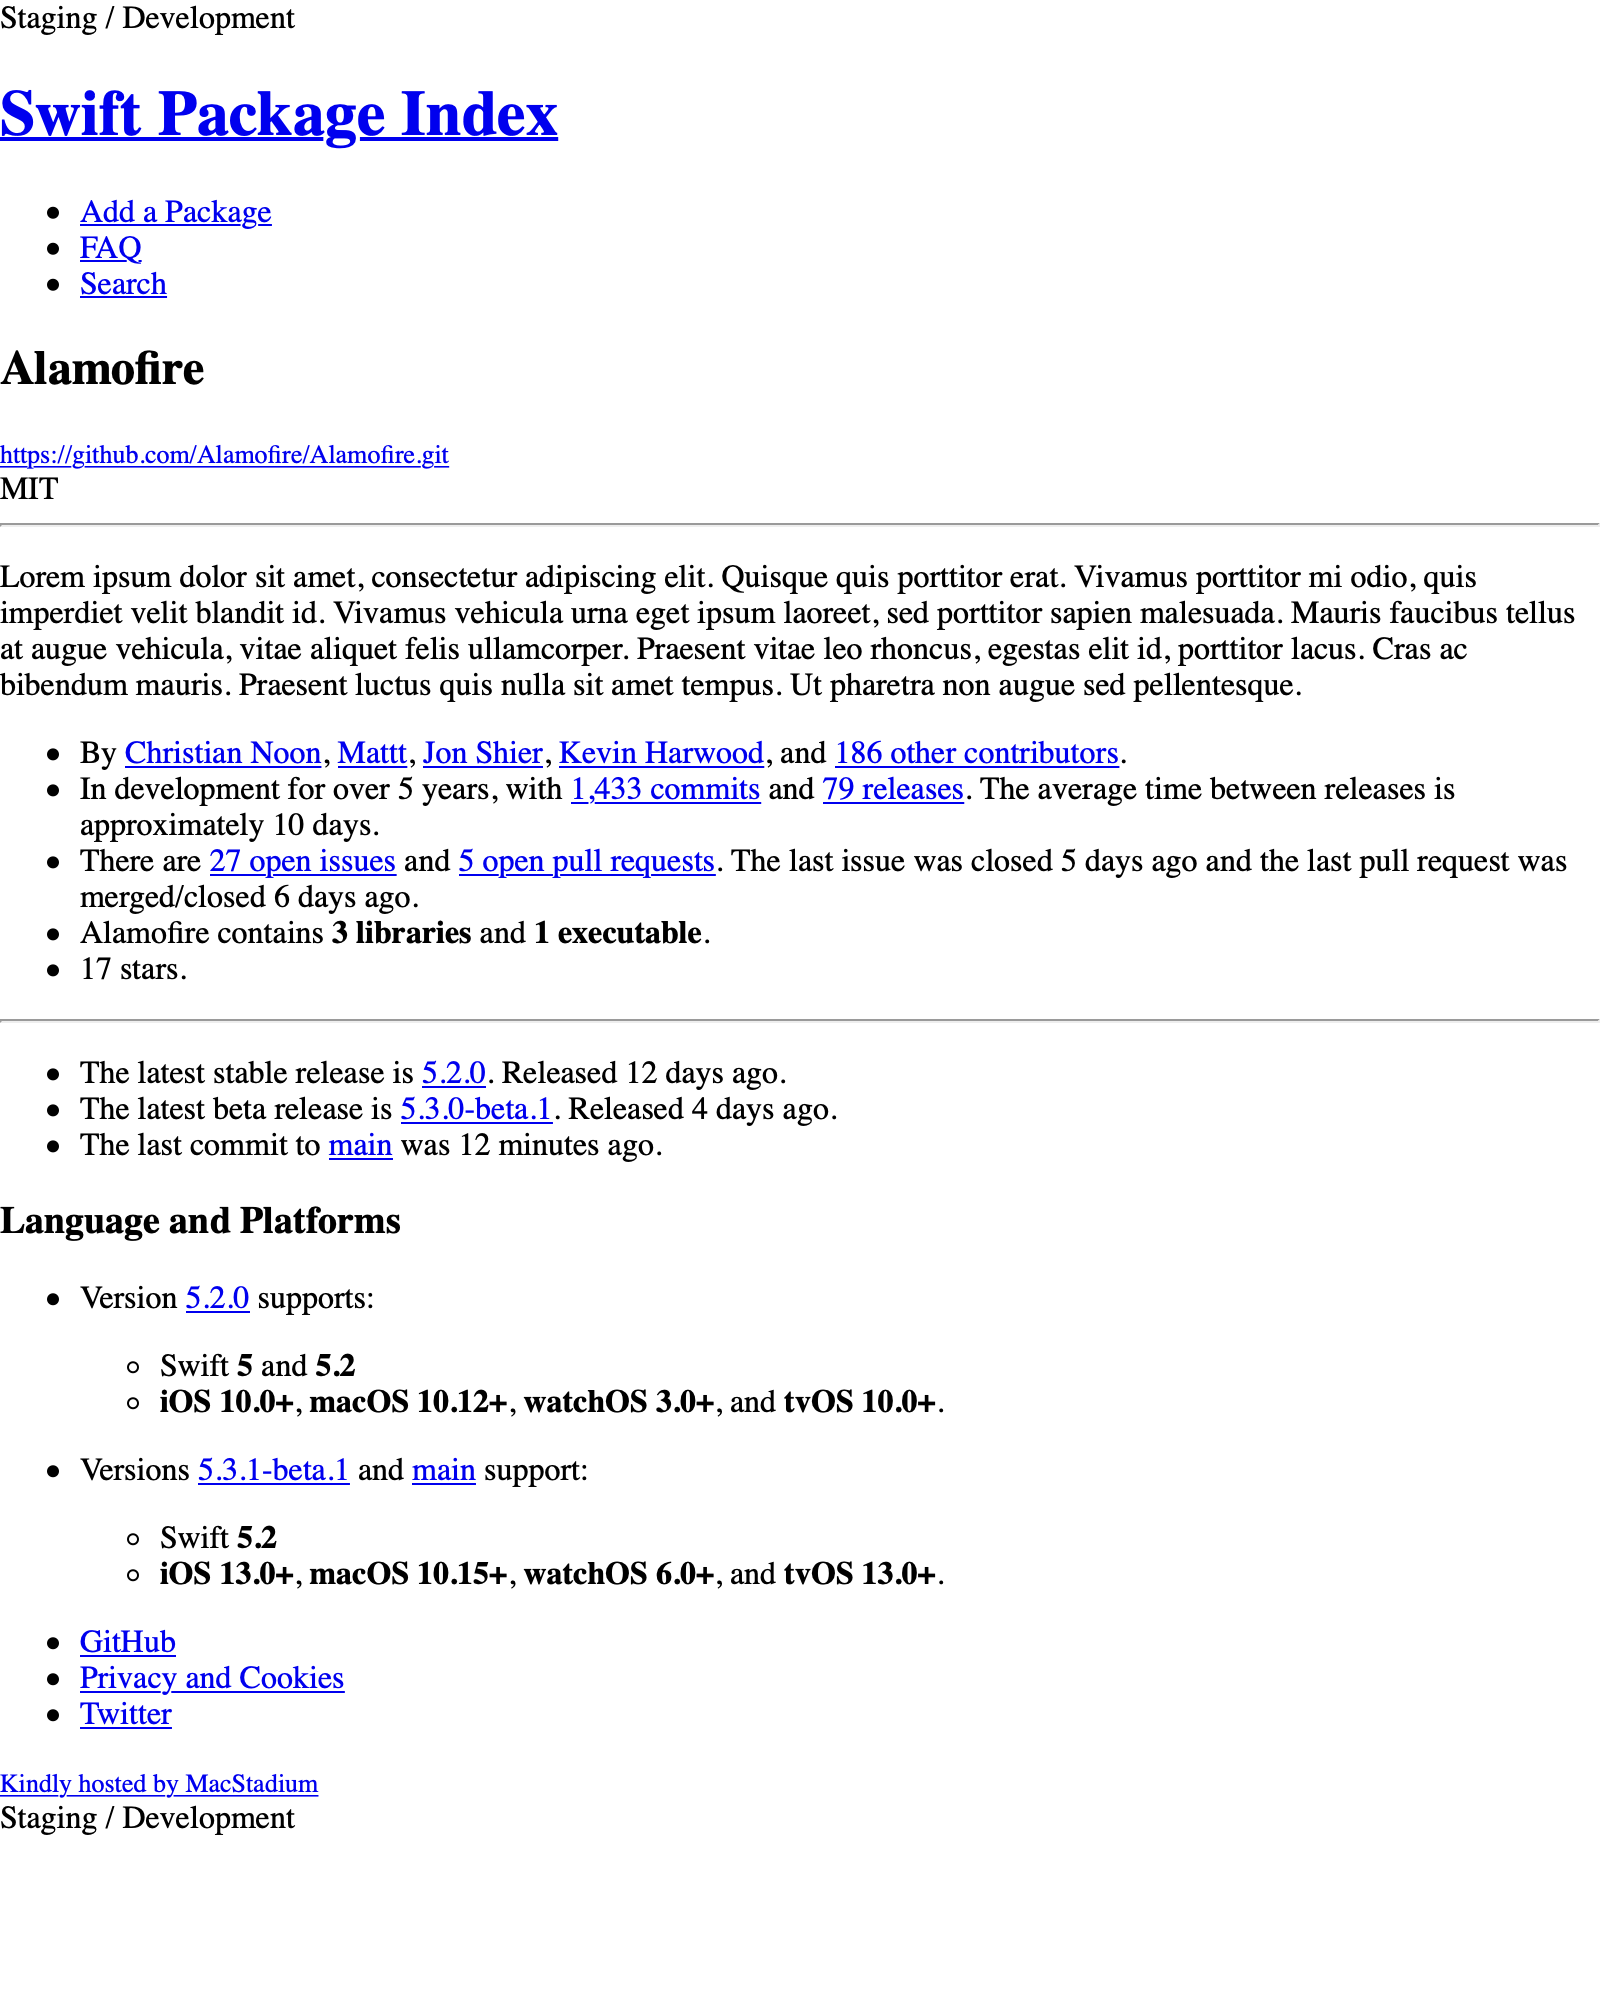 Staging / Development
Swift Package Index
Add a Package
FAQ
Search
Alamofire
https://github.com/Alamofire/Alamofire.git
MIT
Lorem ipsum dolor sit amet, consectetur adipiscing elit. Quisque quis porttitor erat. Vivamus porttitor mi odio, quis
imperdiet velit blandit id. Vivamus vehicula urna eget ipsum laoreet, sed porttitor sapien malesuada. Mauris faucibus tellus
at augue vehicula, vitae aliquet felis ullamcorper. Praesent vitae leo rhoncus, egestas elit id, porttitor lacus. Cras ac
bibendum mauris. Praesent luctus quis nulla sit amet tempus. Ut pharetra non augue sed pellentesque.
By Christian Noon, Mattt, Jon Shier, Kevin Harwood, and 186 other contributors.
In development for over 5 years, with 1,433 commits and 79 releases. The average time between releases is
approximately 10 days.
There are 27 open issues and 5 open pull requests. The last issue was closed 5 days ago and the last pull request was
merged/closed 6 days ago.
Alamofire contains 3 libraries and 1 executable.
17 stars.
The latest stable release is 5.2.0. Released 12 days ago.
The latest beta release is 5.3.0-beta.1. Released 4 days ago.
The last commit to main was 12 minutes ago.
Language and Platforms
Version 5.2.0 supports:
Swift 5 and 5.2
iOS 10.0+, macOS 10.12+, watchOS 3.0+, and tvOS 10.0+.
Versions 5.3.1-beta.1 and main support:
Swift 5.2
iOS 13.0+, macOS 10.15+, watchOS 6.0+, and tvOS 13.0+.
GitHub
Privacy and Cookies
Twitter
Kindly hosted by MacStadium
Staging / Development